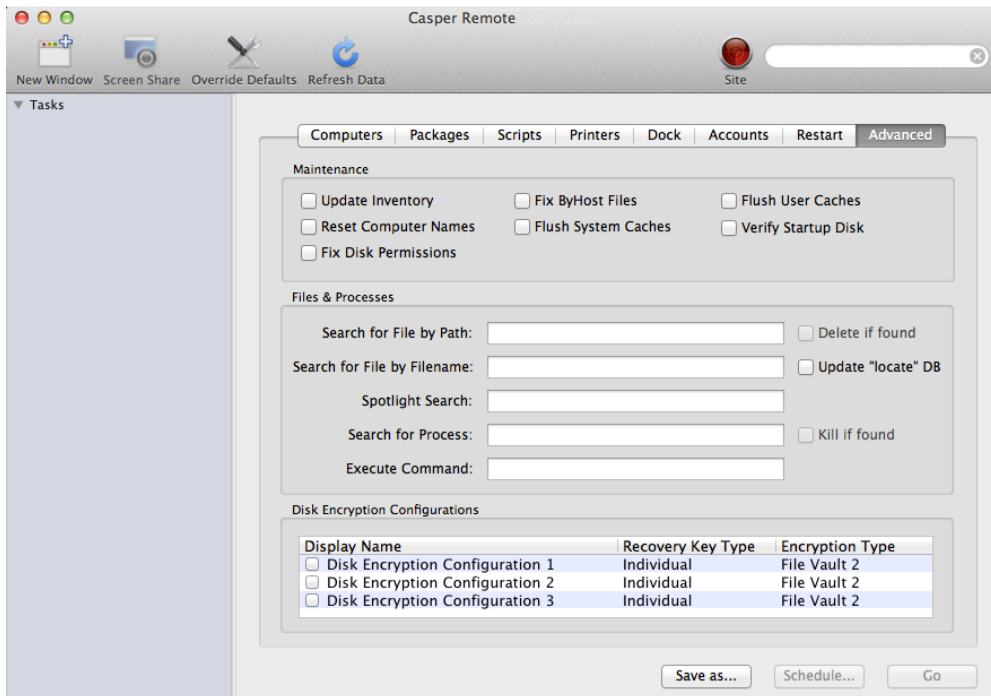 Casper Remote
New Window Screen Share Override Defaults Refresh Data Site
Tasks
Computers Packages Scripts Printers Dock Accounts Restart Advanced
Maintenance
Update Inventory Fix ByHost Files Flush User Caches
Reset Computer Names Flush System Caches Verify Startup Disk
Fix Disk Permissions
Files & Processes
Search for File by Path: Delete if found
Search for File by Filename: Update "locate" DB
Spotlight Search:
Search for Process: Kill if found
Execute Command:
Disk Encryption Configurations
Display Name Recovery Key Type Encryption Type
Disk Encryption Configuration 1 Individual File Vault 2
Disk Encryption Configuration 2 Individual File Vault 2
Disk Encryption Configuration 3 Individual File Vault 2
Save as... Schedule... Go